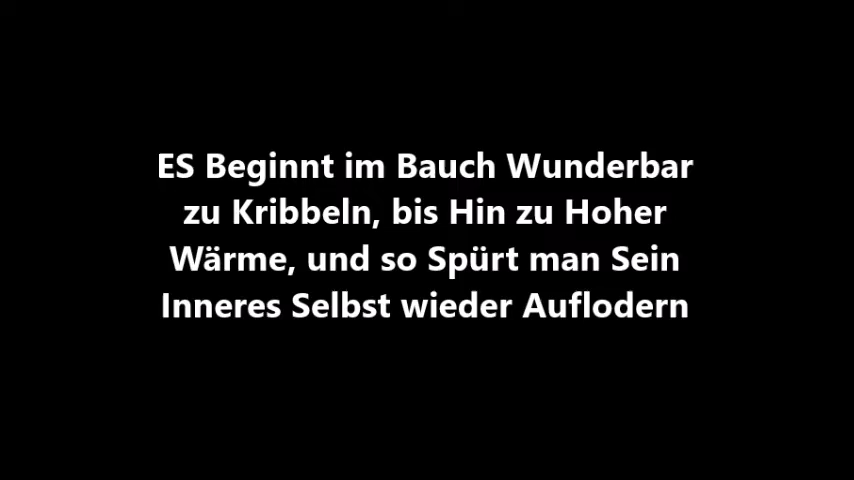 ES Beginnt im Bauch Wunderbar
zu Kribbeln, bis Hin zu Hoher
Wärme, und so Spürt man Sein
Inneres Selbst wieder Auflodern